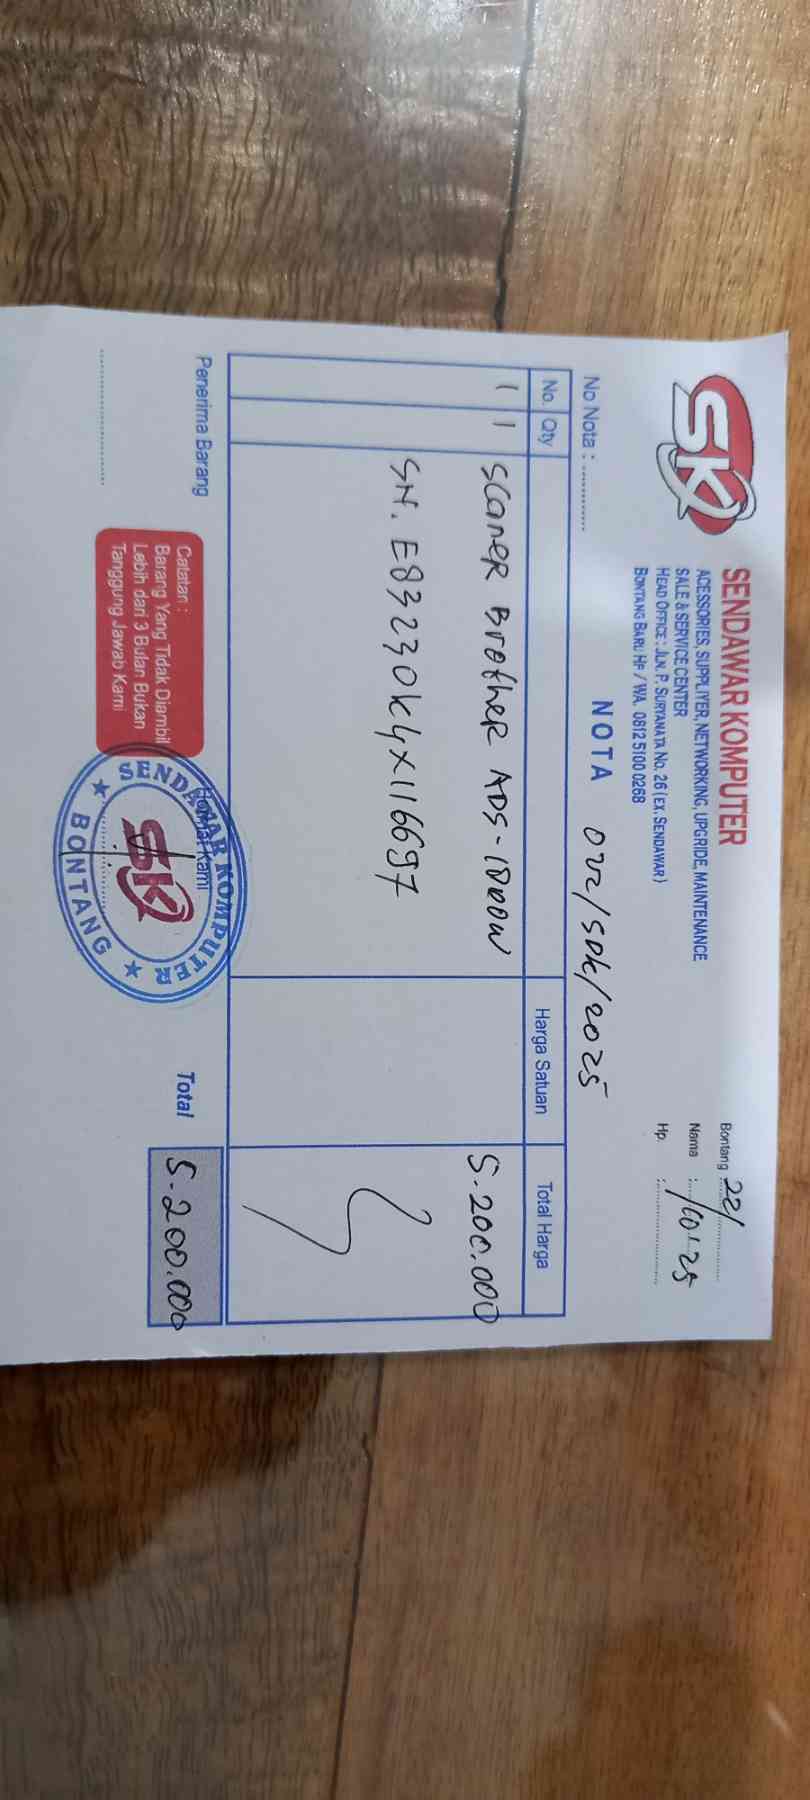 SK
SENDAWAR KOMPUTER
ACESSORIES, SUPPLIYER, NETWORKING, UPGRIDE, MAINTENANCE
SALE & SERVICE CENTER
HEAD OFFICE : JLN. P. SURYANATA NO. 26 (EX. SENDAWAR)
BONTANG BARU HP / WA. 0812 5100 0268
Bontang 22/
Nama : /10'-25
Hp. :
NOTA 022/SDK/2025
No Nota :
No. Qty Harga Satuan Total Harga
1 1 Scaner Brother ADS-1800W 5.200.000
SN. E83230K4X116697
Total 5.200.000
Penerima Barang
Catatan :
Barang Yang Tidak Diambil
Lebih dari 3 Bulan Bukan
Tanggung Jawab Kami
Hormat Kami
SENDAWAR KOMPUTER
SK
BONTANG